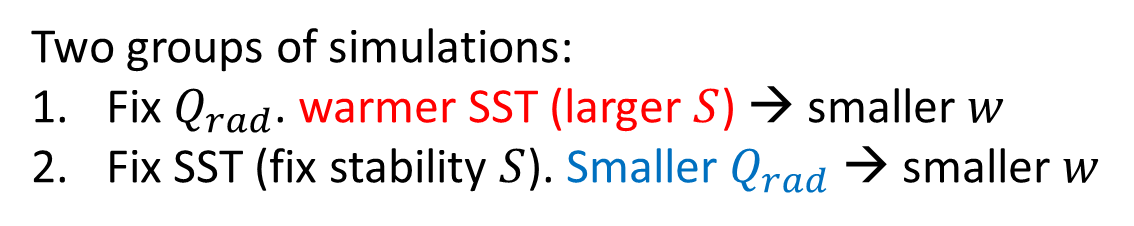 Two groups of simulations:
1. Fix Q_rad. warmer SST (larger S) → smaller w
2. Fix SST (fix stability S). Smaller Q_rad → smaller w